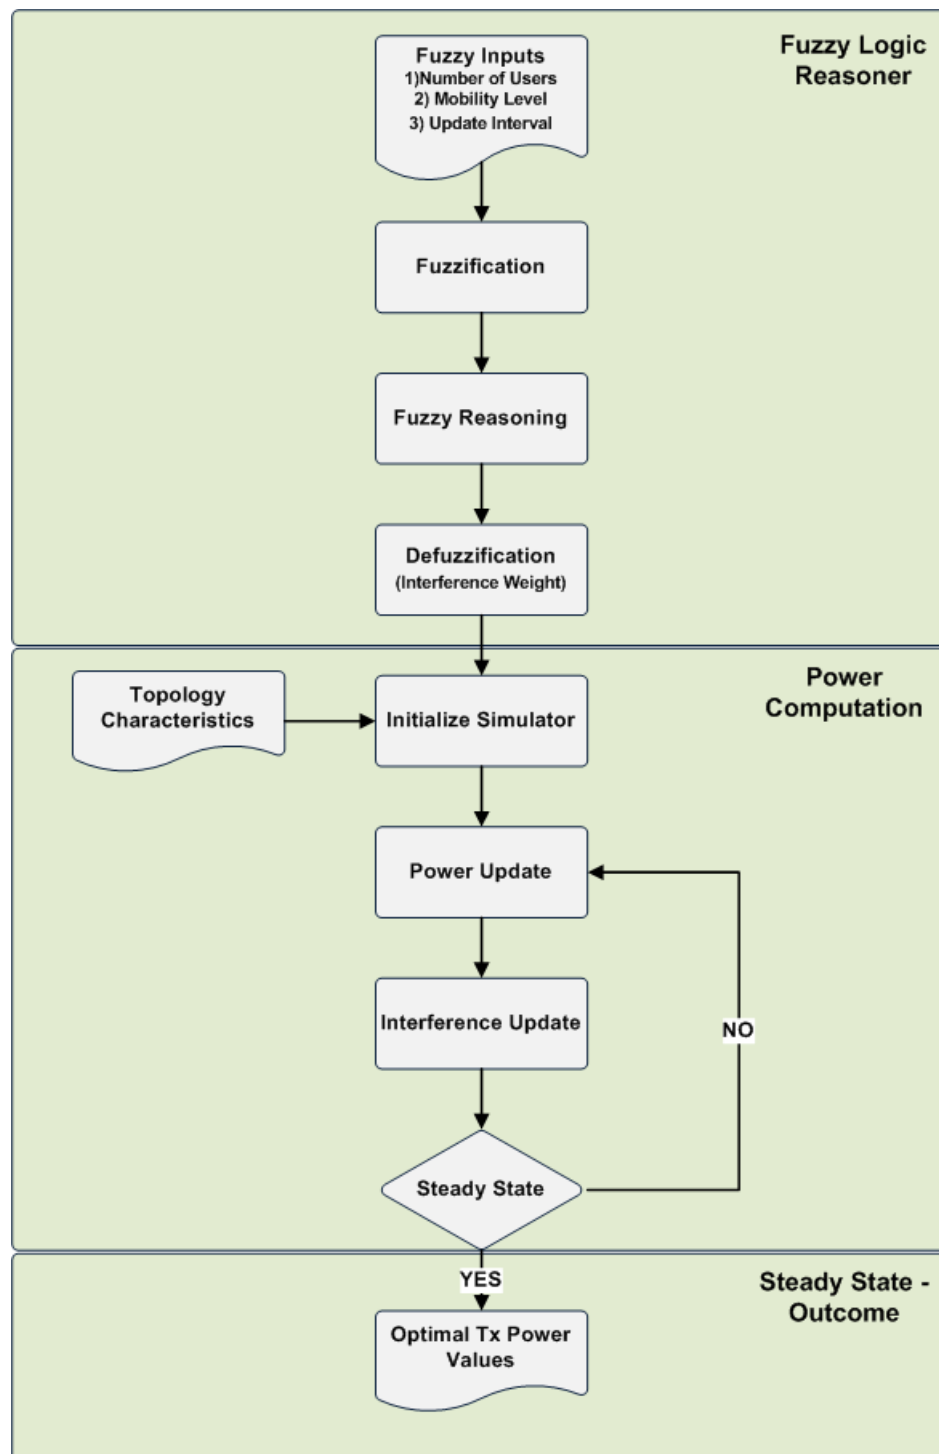 Fuzzy Logic
Reasoner
Fuzzy Inputs
1)Number of Users
2) Mobility Level
3) Update Interval
Fuzzification
Fuzzy Reasoning
Defuzzification
(Interference Weight)
Power
Computation
Topology
Characteristics
Initialize Simulator
Power Update
Interference Update
NO
Steady State
YES
Steady State -
Outcome
Optimal Tx Power
Values